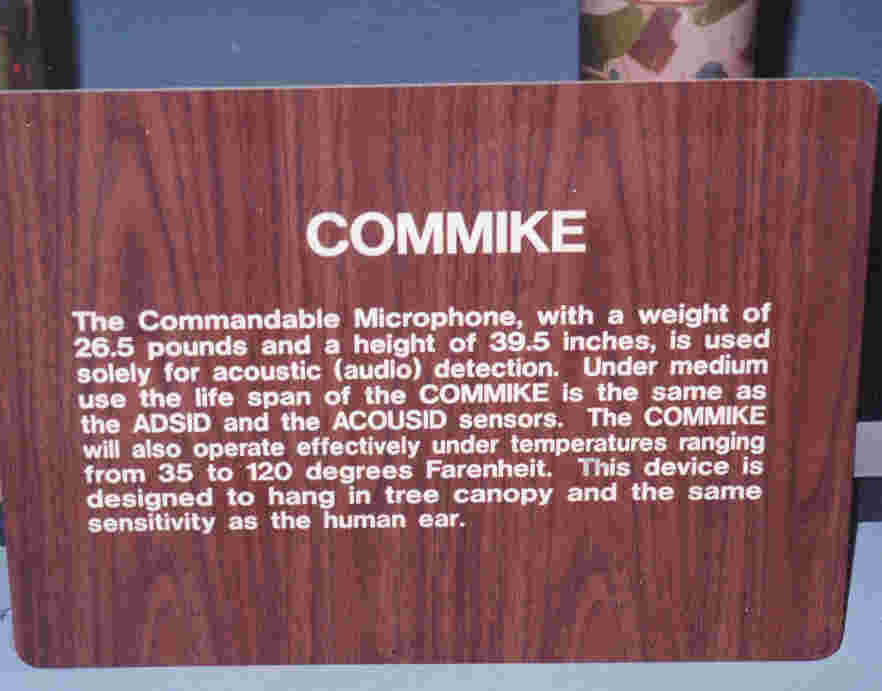 COMMIKE
The Commandable Microphone, with a weight of
26.5 pounds and a height of 39.5 inches, is used
solely for acoustic (audio) detection. Under medium
use the life span of the COMMIKE is the same as
the ADSID and the ACOUSID sensors. The COMMIKE
will also operate effectively under temperatures ranging
from 35 to 120 degrees Farenheit. This device is
designed to hang in tree canopy and the same
sensitivity as the human ear.